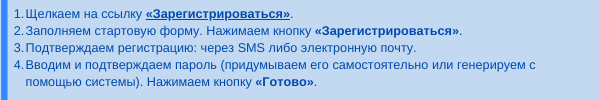 1. Щелкаем на ссылку «Зарегистрироваться».
2. Заполняем стартовую форму. Нажимаем кнопку «Зарегистрироваться».
3. Подтверждаем регистрацию: через SMS либо электронную почту.
4. Вводим и подтверждаем пароль (придумываем его самостоятельно или генерируем с
помощью системы). Нажимаем кнопку «Готово».